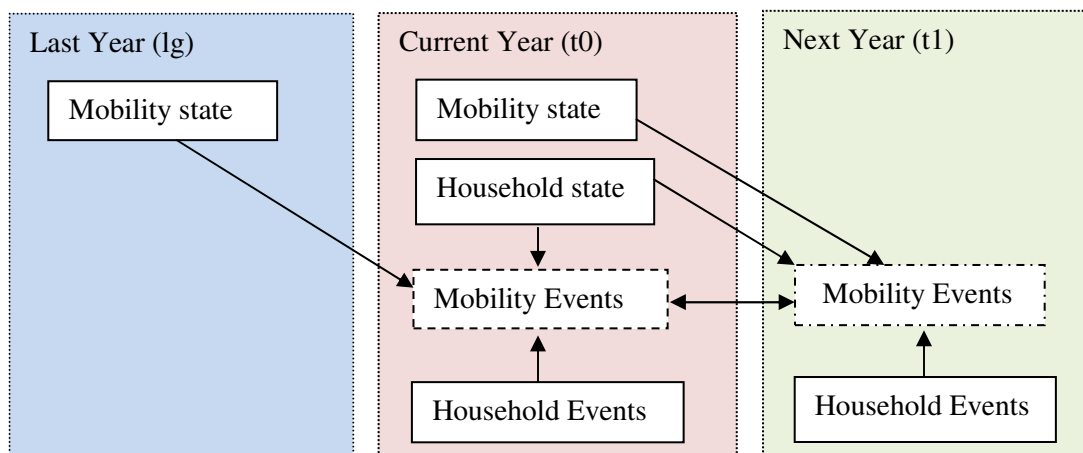 Last Year (lg)
Mobility state
Current Year (t0)
Mobility state
Household state
Mobility Events
Household Events
Next Year (t1)
Mobility Events
Household Events